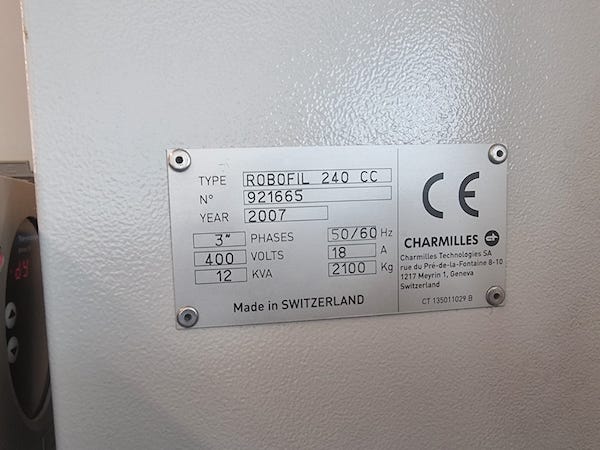 TYPE ROBOFIL 240 CC
N° 921665
YEAR 2007
3~ PHASES 50/60 Hz
400 VOLTS 18 A
12 KVA 2100 Kg
Made in SWITZERLAND
CE
CHARMILLES
Charmilles Technologies SA
rue du Pré-de-la-Fontaine 8-10
1217 Meyrin 1, Geneva
Switzerland
CT 135011029 B